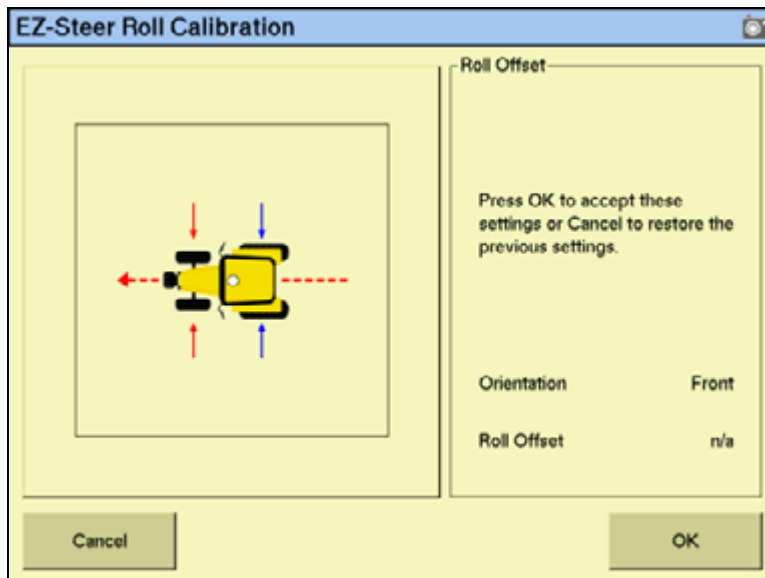 EZ-Steer Roll Calibration
Roll Offset
Press OK to accept these
settings or Cancel to restore the
previous settings.
Orientation Front
Roll Offset n/a
Cancel OK